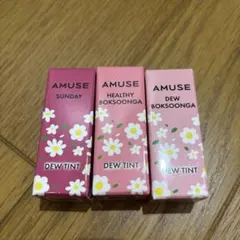 AMUSE
SUNDAY
DEW TINT
AMUSE
HEALTHY
BOKSOONGA
DEW TINT
AMUSE
DEW
BOKSOONGA
DEW TINT